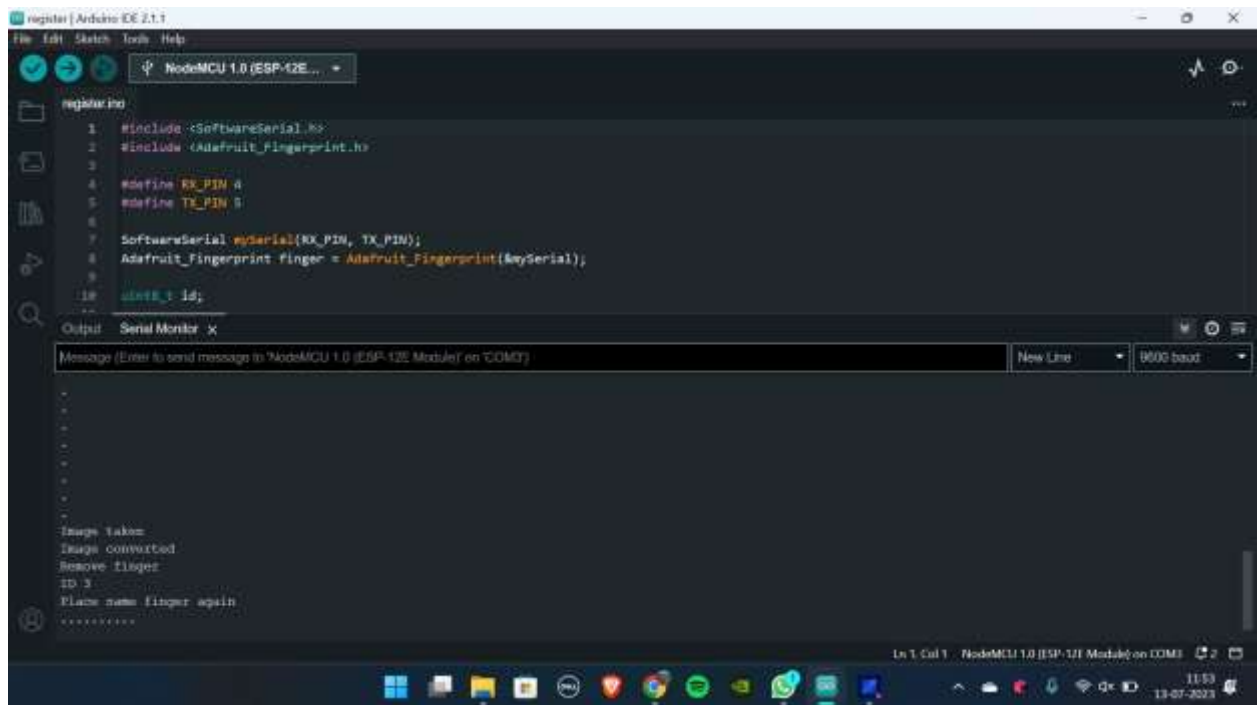 register | Arduino IDE 2.1.1
File Edit Sketch Tools Help
NodeMCU 1.0 (ESP-12E...
register.ino
...
1 #include <SoftwareSerial.h>
2 #include <Adafruit_Fingerprint.h>
3
4 #define RX_PIN 4
5 #define TX_PIN 5
6
7 SoftwareSerial mySerial(RX_PIN, TX_PIN);
8 Adafruit_Fingerprint finger = Adafruit_Fingerprint(&mySerial);
9
10 uint8_t id;
Output Serial Monitor x
Message (Enter to send message to 'NodeMCU 1.0 (ESP-12E Module)' on 'COM3')
New Line 9600 baud
.
.
.
.
.
.
.
.
Image taken
Image converted
Remove finger
ID 3
Place same finger again
..........
Ln 1, Col 1 NodeMCU 1.0 (ESP-12E Module) on COM3 2
DELL
11:53
13-07-2023